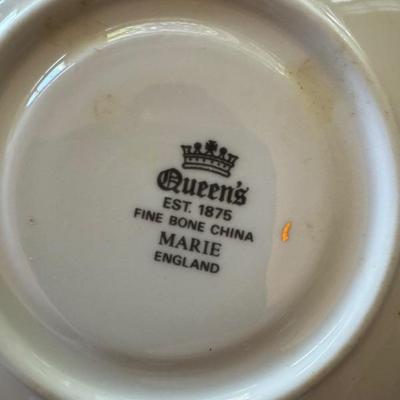 Queen's
EST. 1875
FINE BONE CHINA
MARIE
ENGLAND